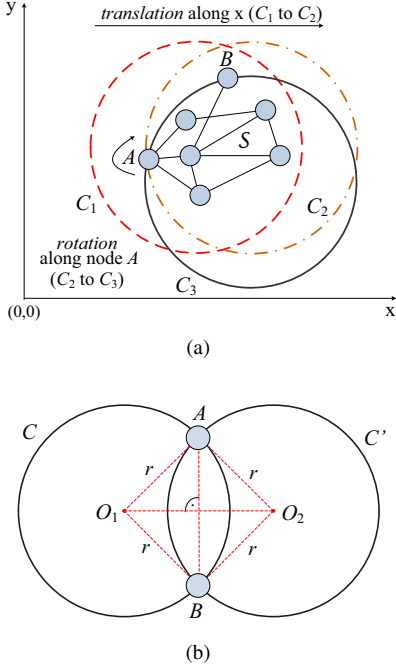 y
translation along x (C1 to C2)
B
A
S
C1
C2
rotation
along node A
(C2 to C3)
C3
(0,0)
x
(a)
A
C
C’
r
r
O1
O2
r
r
B
(b)